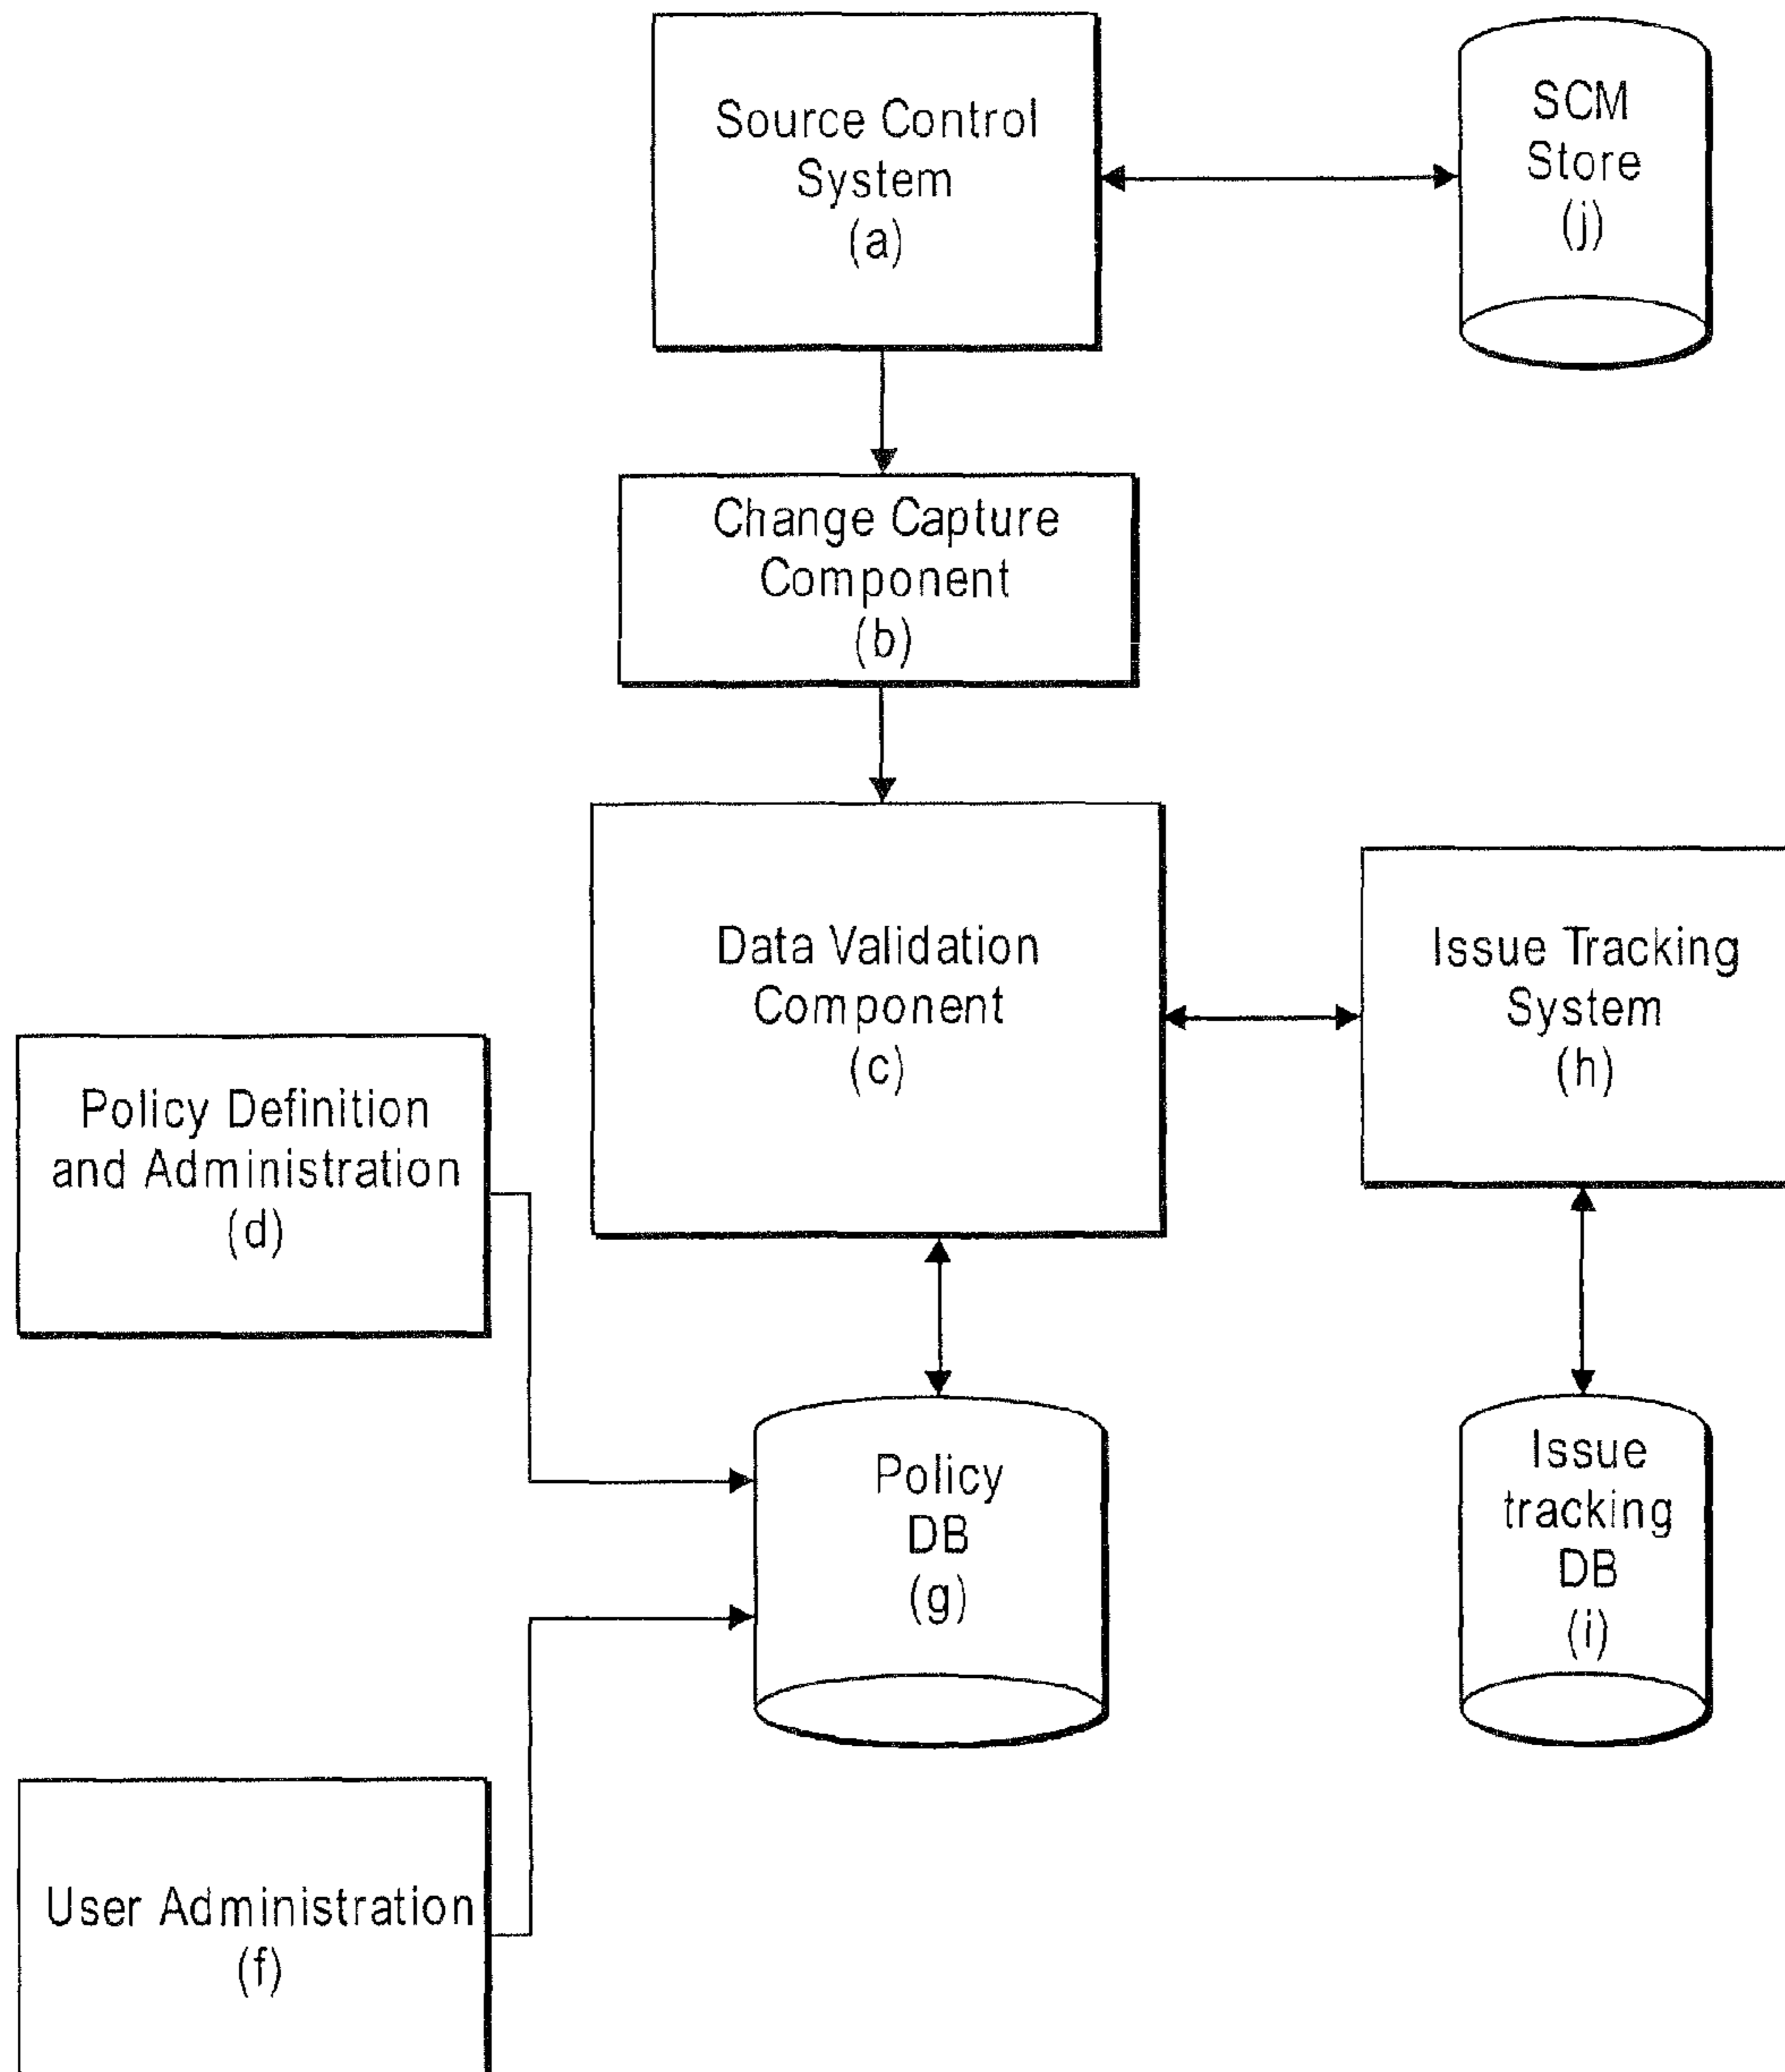 Source Control
System
(a)
SCM
Store
(j)
Change Capture
Component
(b)
Data Validation
Component
(c)
Issue Tracking
System
(h)
Policy Definition
and Administration
(d)
Policy
DB
(g)
Issue
tracking
DB
(i)
User Administration
(f)